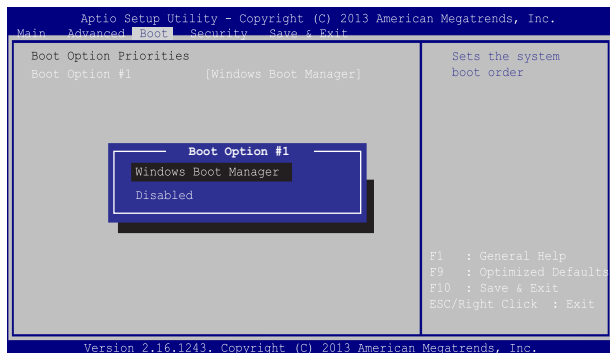 Aptio Setup Utility - Copyright (C) 2013 American Megatrends, Inc.
Main Advanced Boot Security Save & Exit
Boot Option Priorities
Boot Option #1 [Windows Boot Manager]
Sets the system
boot order
Boot Option #1
Windows Boot Manager
Disabled
F1 : General Help
F9 : Optimized Defaults
F10 : Save & Exit
ESC/Right Click : Exit
Version 2.16.1243. Copyright (C) 2013 American Megatrends, Inc.